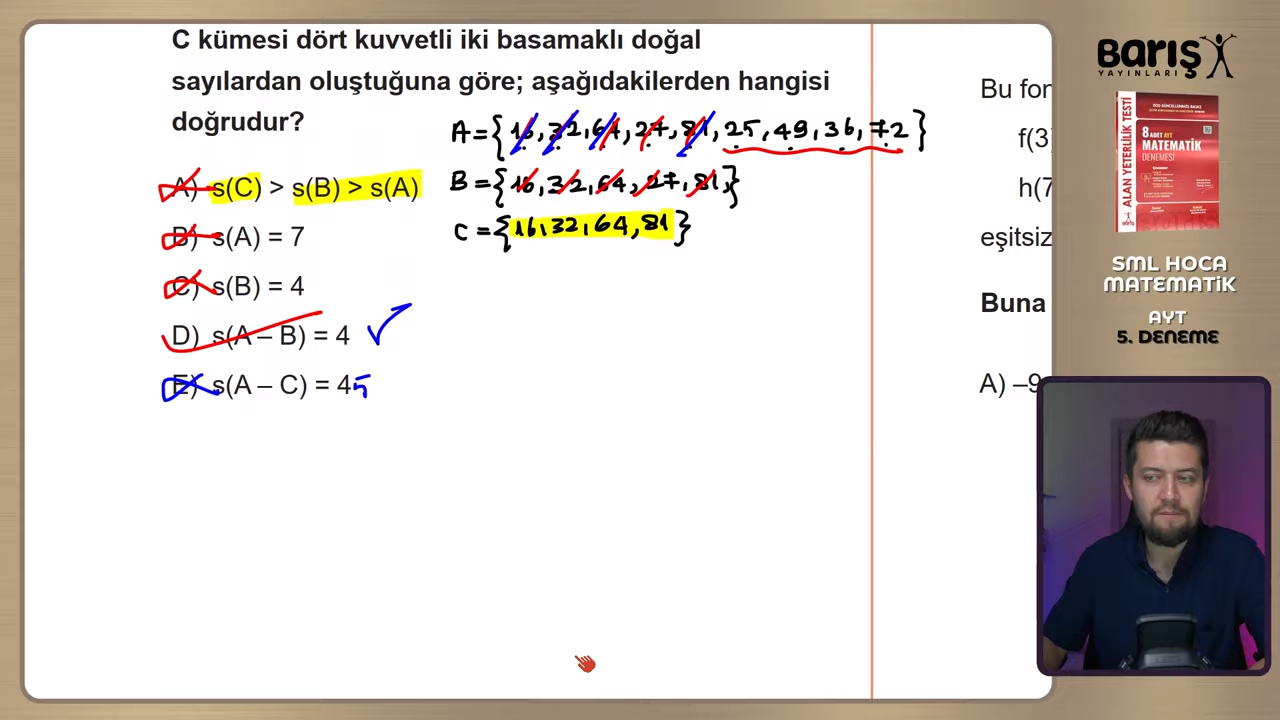 C kümesi dört kuvvetli iki basamaklı doğal
sayılardan oluştuğuna göre; aşağıdakilerden hangisi
doğrudur?
A={16,32,64,27,81,25,49,36,72}
A) s(C) > s(B) > s(A)
B={16,32,64,27,81,}
B) s(A) = 7
C={16,32,64,81}
C) s(B) = 4
D) s(A – B) = 4
E) s(A – C) = 4 5
Bu for
f(3)
h(7
eşitsiz
Buna
A) –9
BARIŞ
YAYINLARI
ALAN YETERLİLİK TESTİ
8 ADET AYT
MATEMATİK
DENEMESİ
SML HOCA
MATEMATİK
AYT
5. DENEME